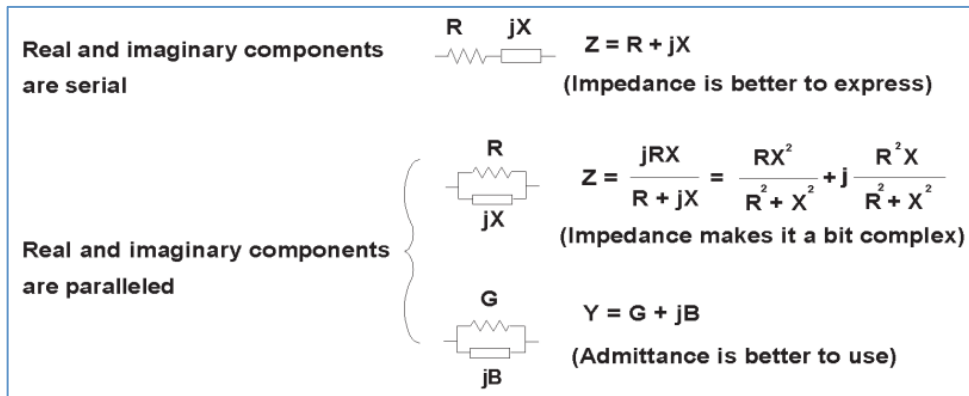 Real and imaginary components
are serial
R jX
Z = R + jX
(Impedance is better to express)
Real and imaginary components
are paralleled
R
jX
Z = jRX / R + jX = RX² / R² + X² + j R²X / R² + X²
(Impedance makes it a bit complex)
G
jB
Y = G + jB
(Admittance is better to use)